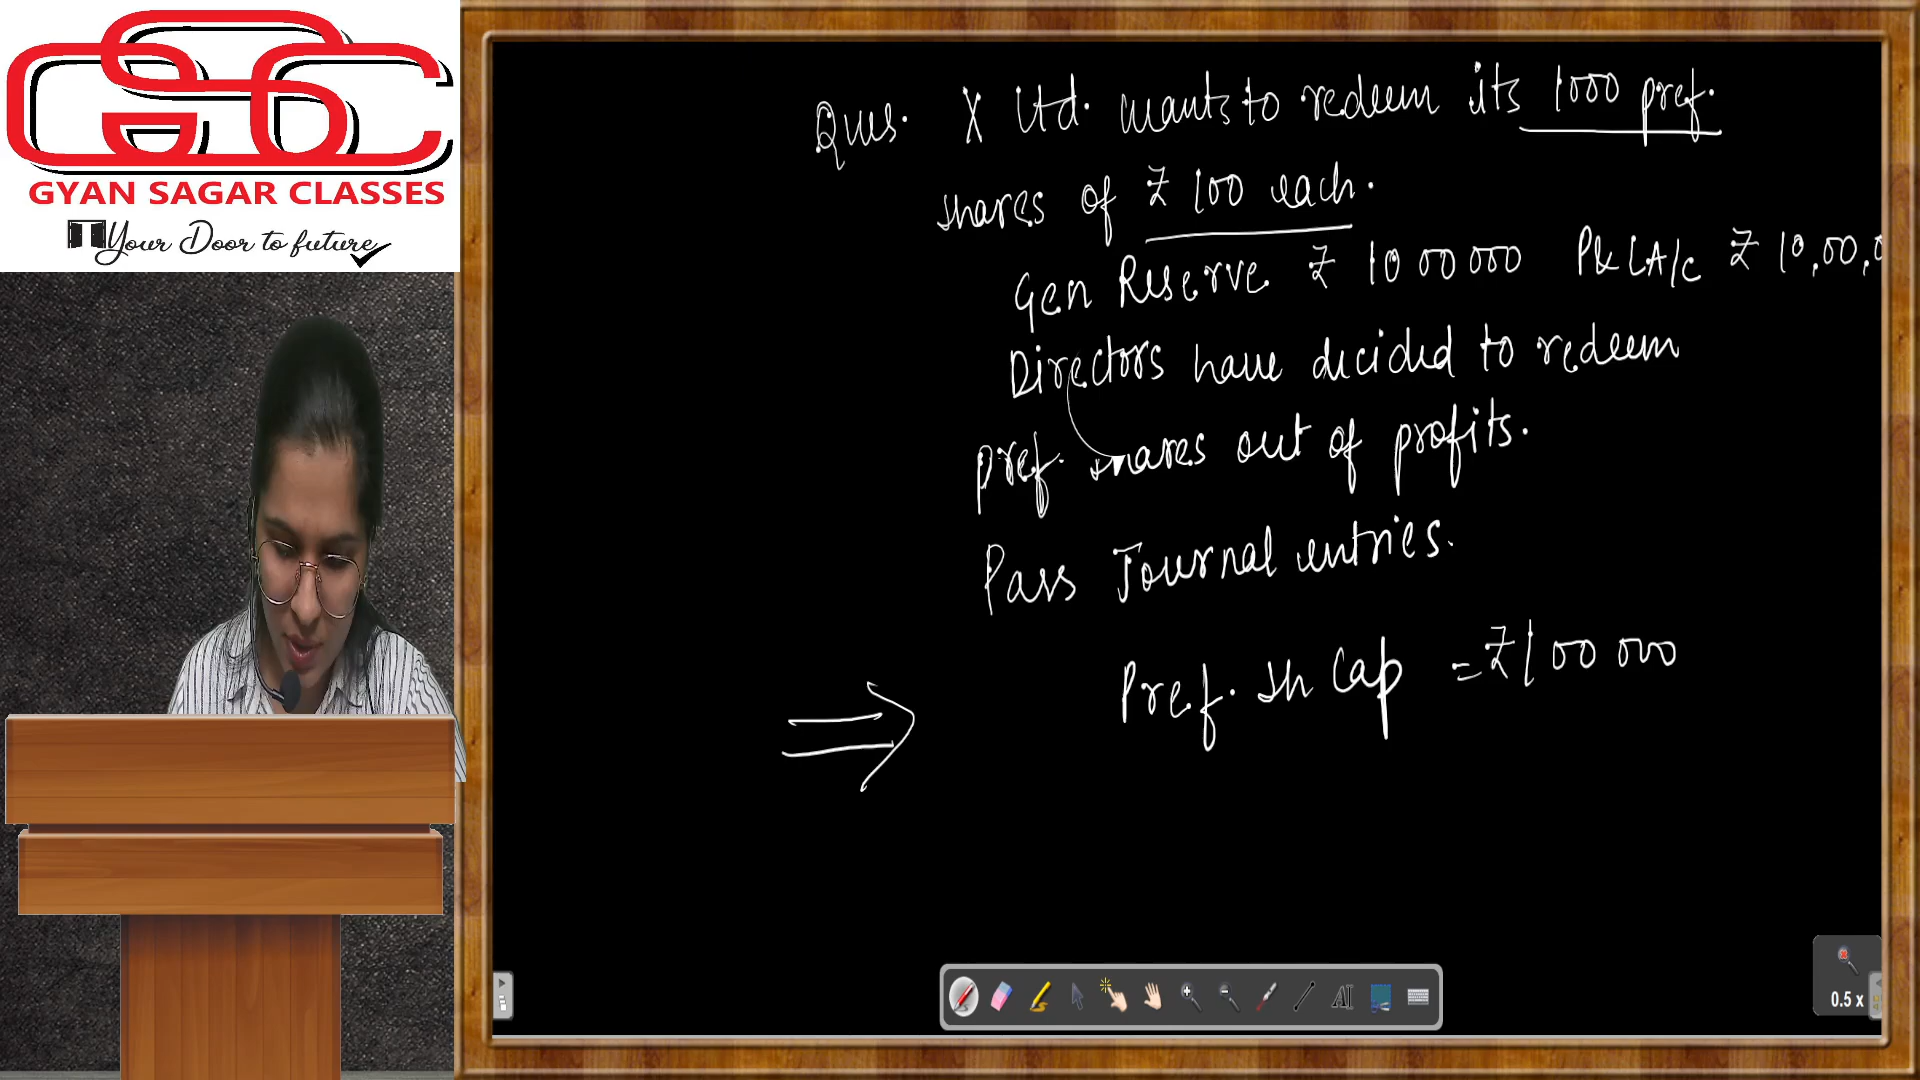 GSC
GYAN SAGAR CLASSES
Your Door to future
Ques. X Ltd. wants to redeem its 1000 pref.
shares of ₹ 100 each.
Gen Reserve ₹ 10 00 000 P&L A/c ₹ 10,00,0
Directors have decided to redeem
pref. shares out of profits.
Pass Journal entries.
Pref. sh Cap = ₹ 1 00 000
0.5 x